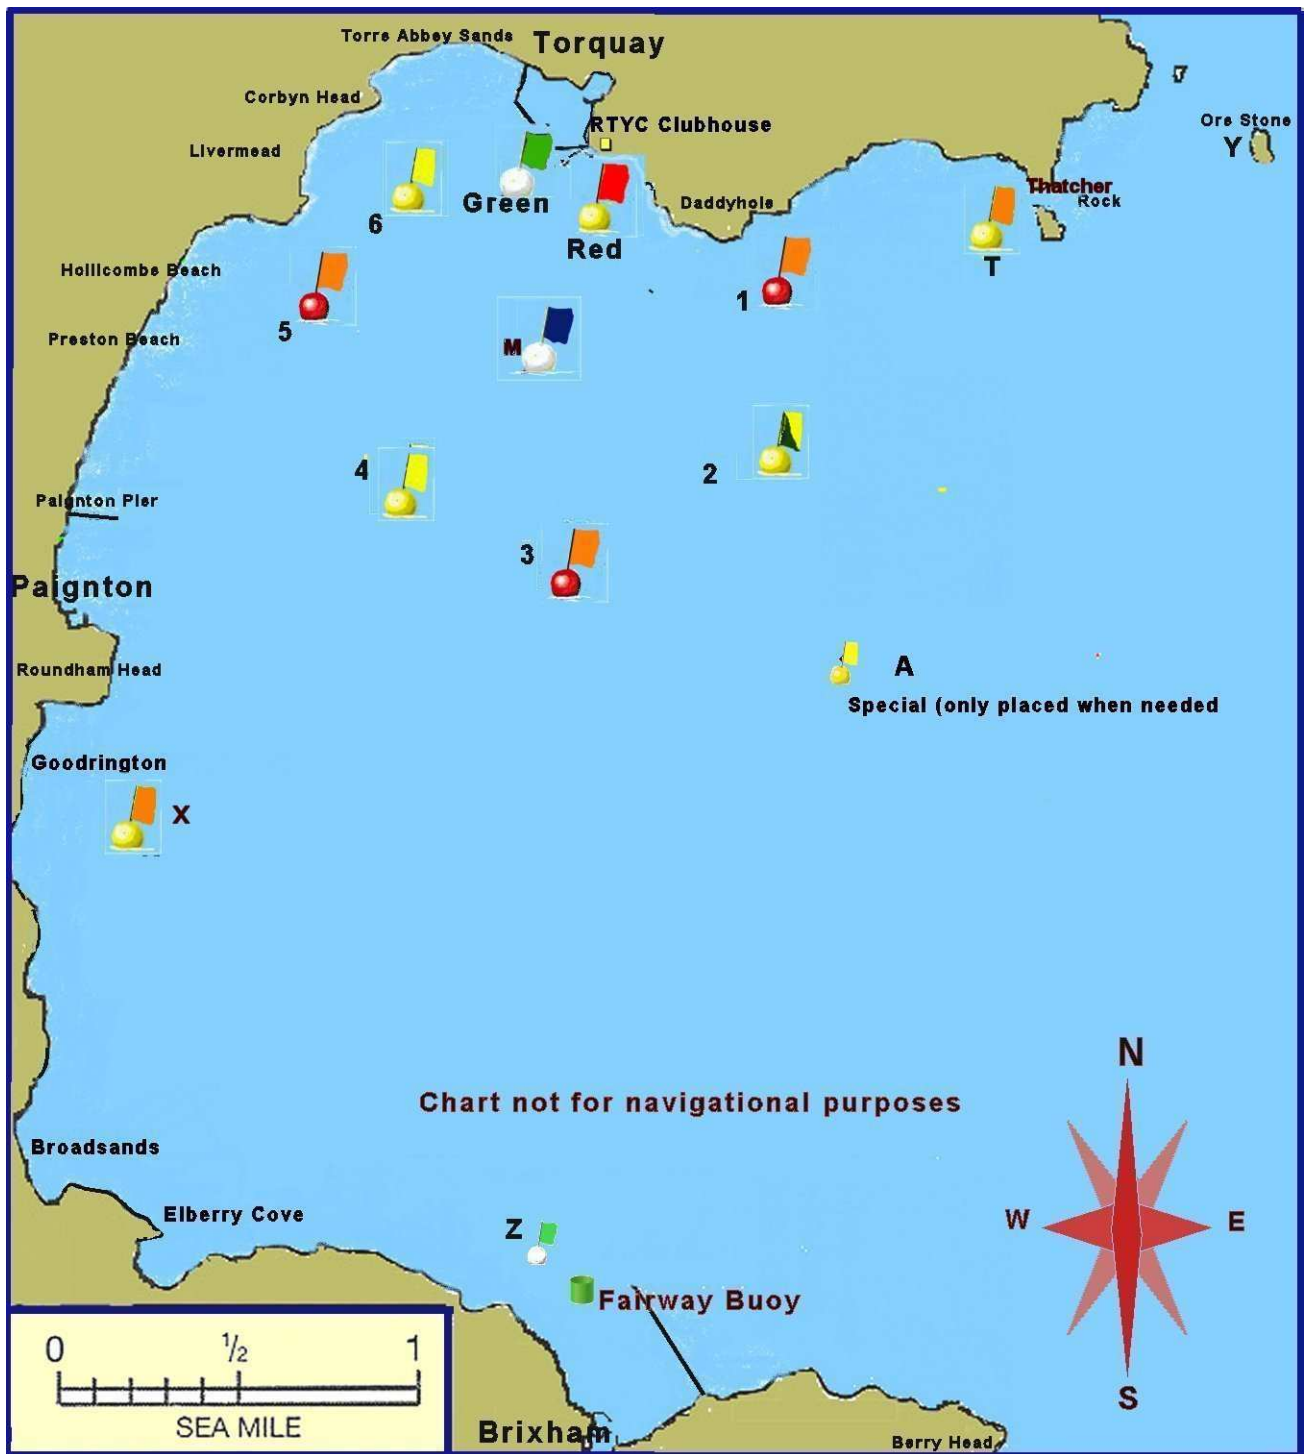 Torre Abbey Sands
Torquay
Corbyn Head
RTYC Clubhouse
Ore Stone
Y
Livermead
Thatcher
Rock
Daddyhole
6
Green
Red
T
Hollicombe Beach
1
5
Preston Beach
M
4
2
Paignton Pier
3
Paignton
Roundham Head
A
Special (only placed when needed
Goodrington
X
N
Chart not for navigational purposes
Broadsands
W
E
Elberry Cove
Z
Fairway Buoy
0 1/2 1
SEA MILE
S
Brixham
Berry Head